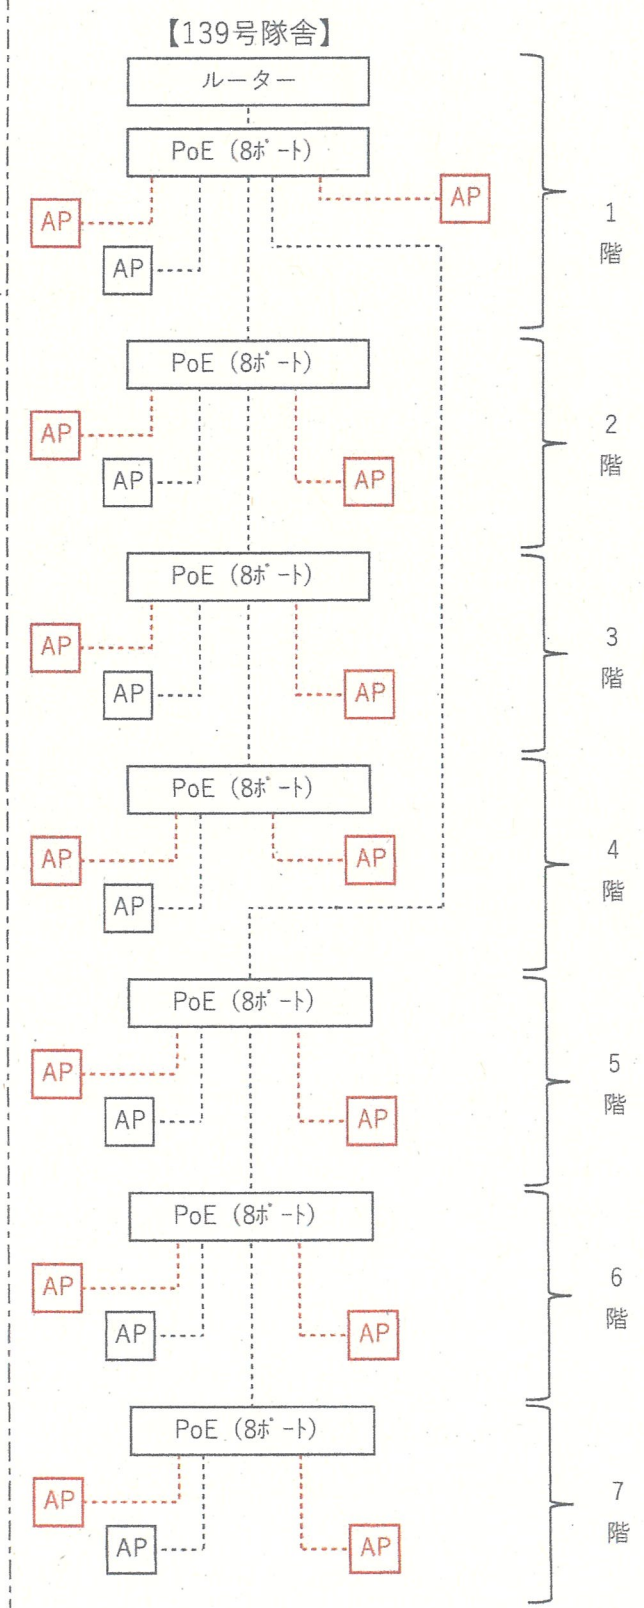 【139号隊舎】
ルーター
PoE（8ﾎﾟｰﾄ）
AP
AP
AP
1
階
PoE（8ﾎﾟｰﾄ）
AP
AP
AP
2
階
PoE（8ﾎﾟｰﾄ）
AP
AP
AP
3
階
PoE（8ﾎﾟｰﾄ）
AP
AP
AP
4
階
PoE（8ﾎﾟｰﾄ）
AP
AP
AP
5
階
PoE（8ﾎﾟｰﾄ）
AP
AP
AP
6
階
PoE（8ﾎﾟｰﾄ）
AP
AP
AP
7
階